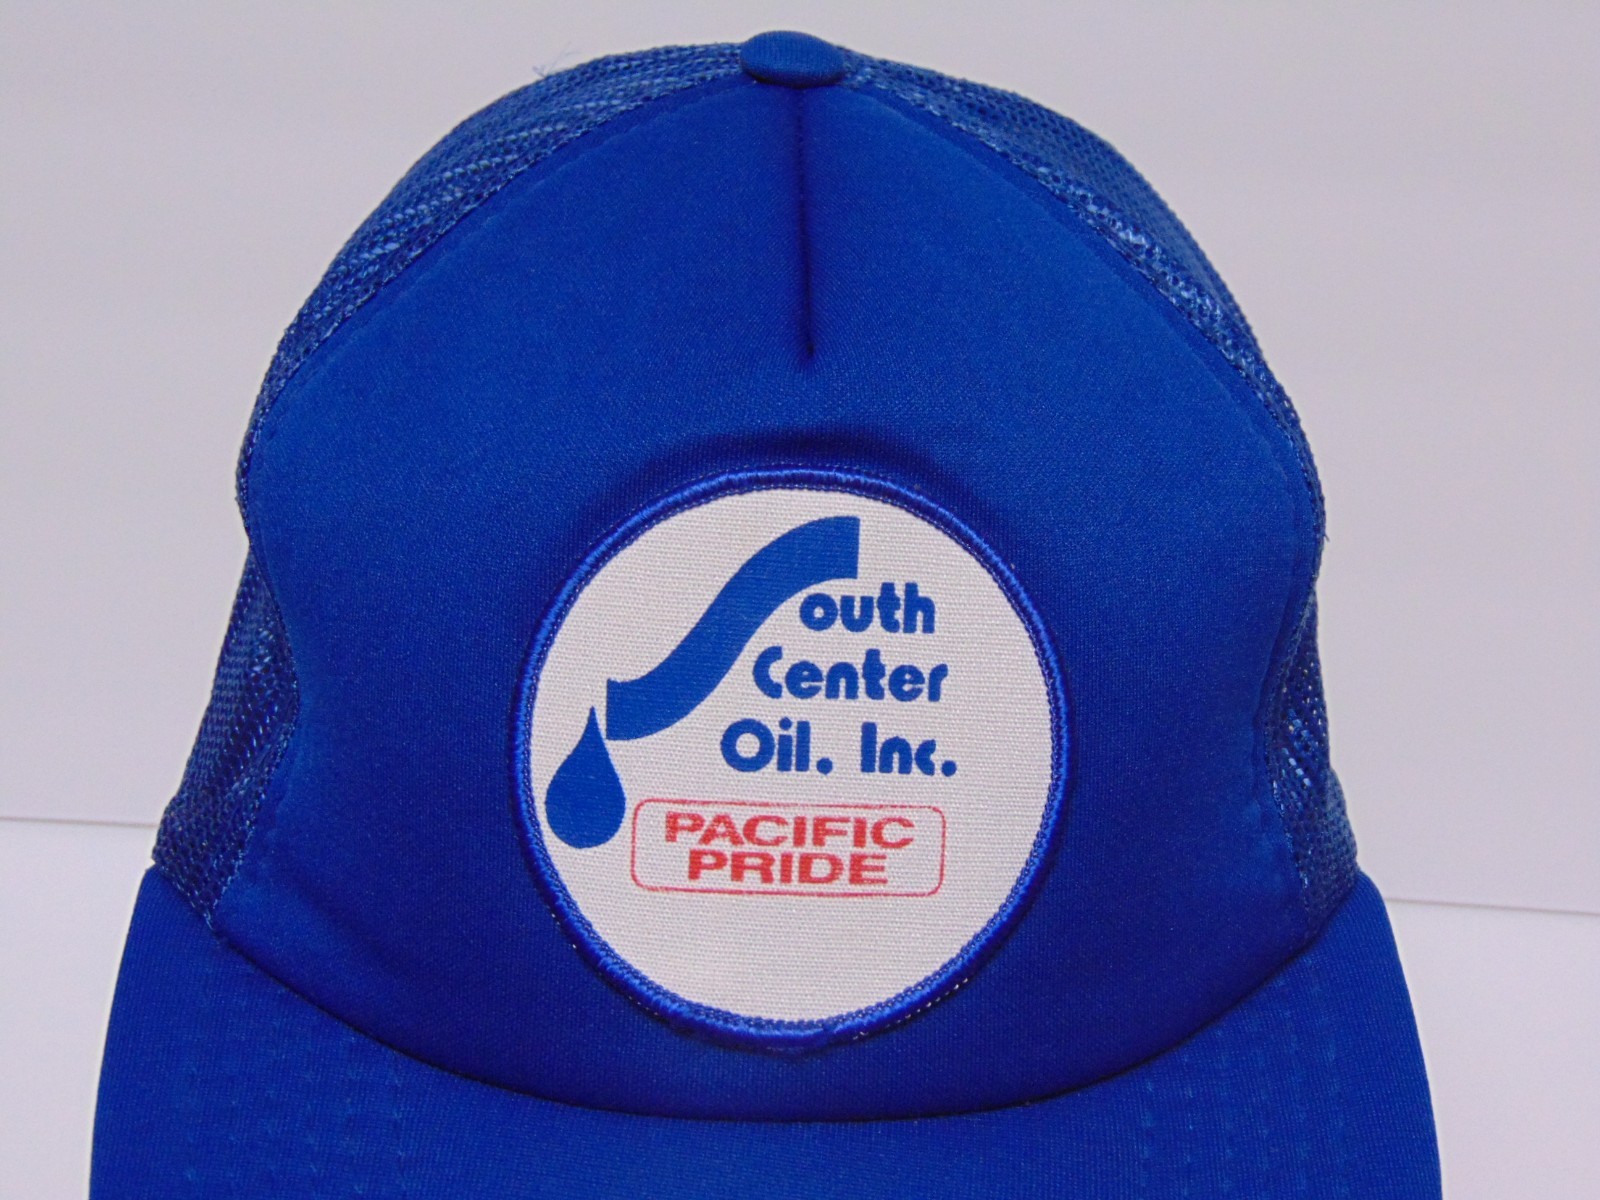 South
Center
Oil. Inc.
PACIFIC
PRIDE